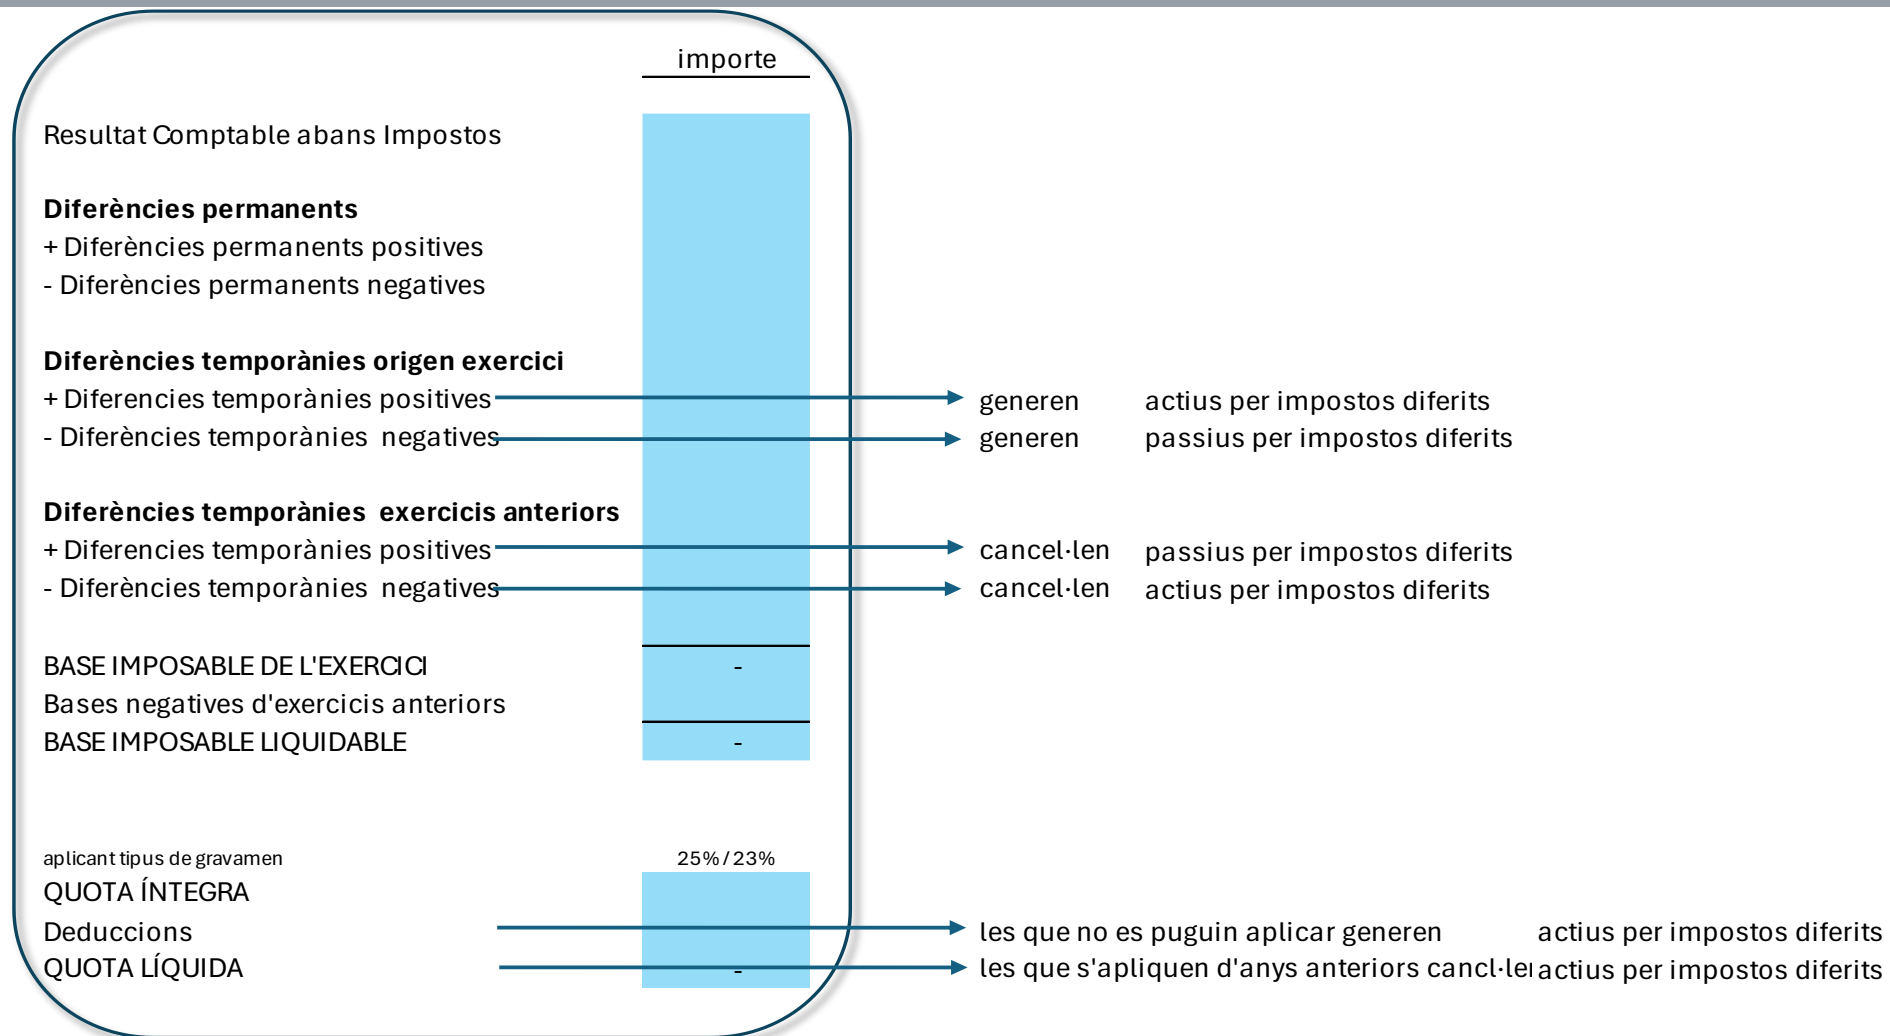 importe
Resultat Comptable abans Impostos
Diferències permanents
+ Diferències permanents positives
- Diferències permanents negatives
Diferències temporànies origen exercici
+ Diferencies temporànies positives generen actius per impostos diferits
- Diferències temporànies negatives generen passius per impostos diferits
Diferències temporànies exercicis anteriors
+ Diferencies temporànies positives cancel·len passius per impostos diferits
- Diferències temporànies negatives cancel·len actius per impostos diferits
BASE IMPOSABLE DE L'EXERCICI -
Bases negatives d'exercicis anteriors
BASE IMPOSABLE LIQUIDABLE -
aplicant tipus de gravamen 25% / 23%
QUOTA ÍNTEGRA
Deduccions les que no es puguin aplicar generen actius per impostos diferits
QUOTA LÍQUIDA - les que s'apliquen d'anys anteriors cancl·len actius per impostos diferits